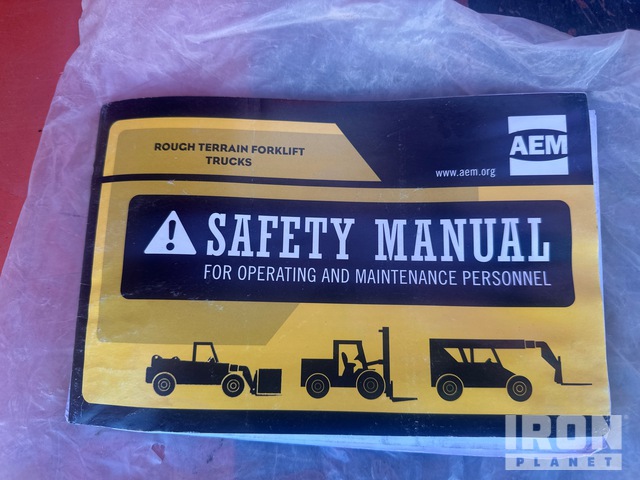 ROUGH TERRAIN FORKLIFT
TRUCKS
AEM
www.aem.org
SAFETY MANUAL
FOR OPERATING AND MAINTENANCE PERSONNEL
IRON
PLANET